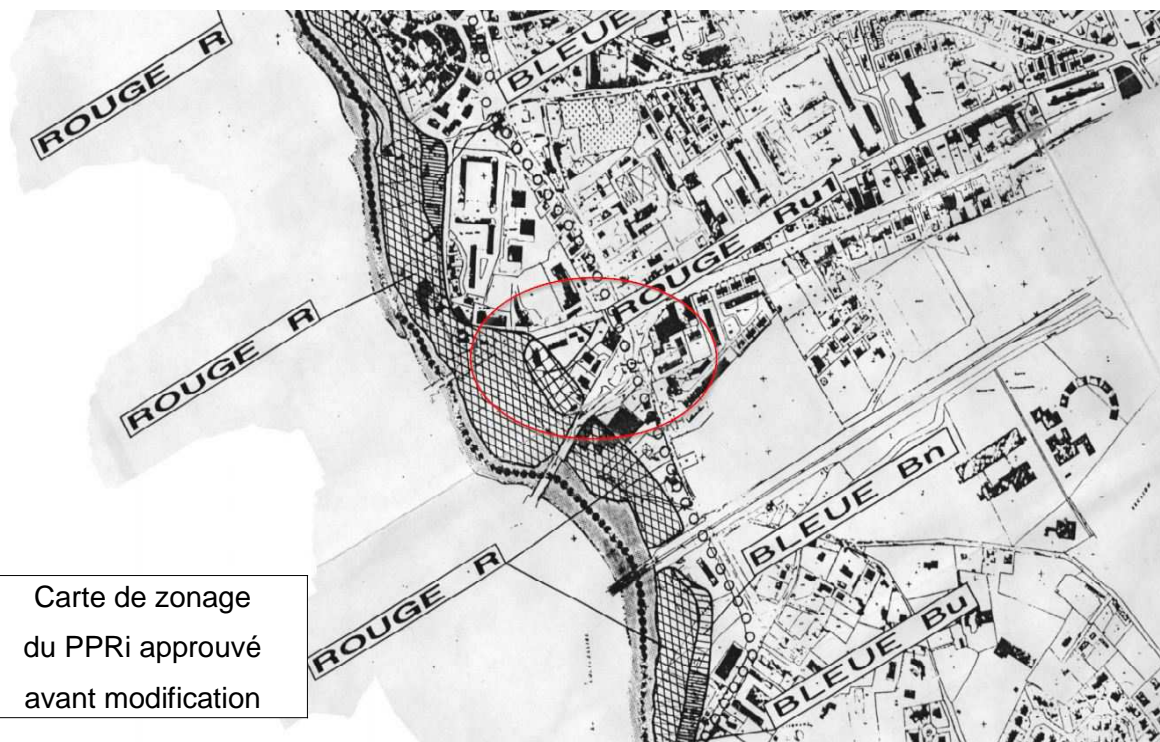 ROUGE R
BLEUE
ROUGE Ru1
ROUGE R
BLEUE Bn
ROUGE R
BLEUE Bu
Carte de zonage
du PPRi approuvé
avant modification